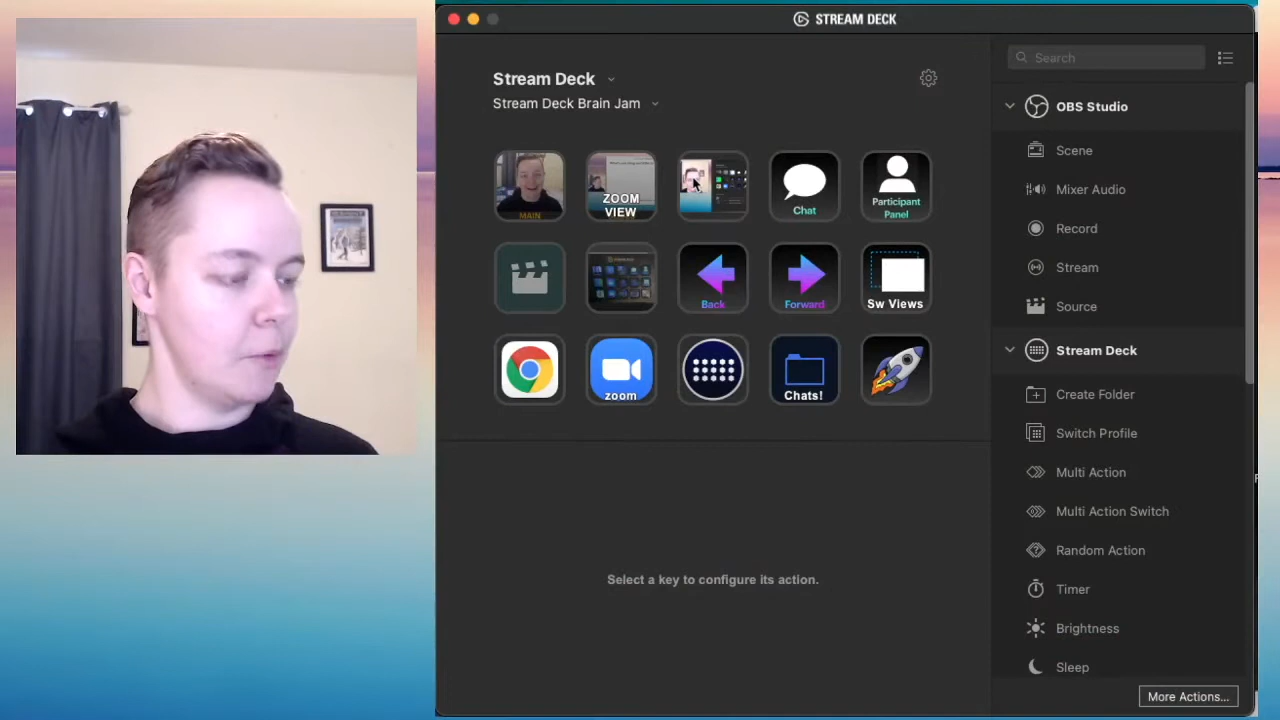 STREAM DECK
Stream Deck
Stream Deck Brain Jam
MAIN
ZOOM
VIEW
Chat
Participant
Panel
Back
Forward
Sw Views
zoom
Chats!
Select a key to configure its action.
Search
OBS Studio
Scene
Mixer Audio
Record
Stream
Source
Stream Deck
Create Folder
Switch Profile
Multi Action
Multi Action Switch
Random Action
Timer
Brightness
Sleep
More Actions...